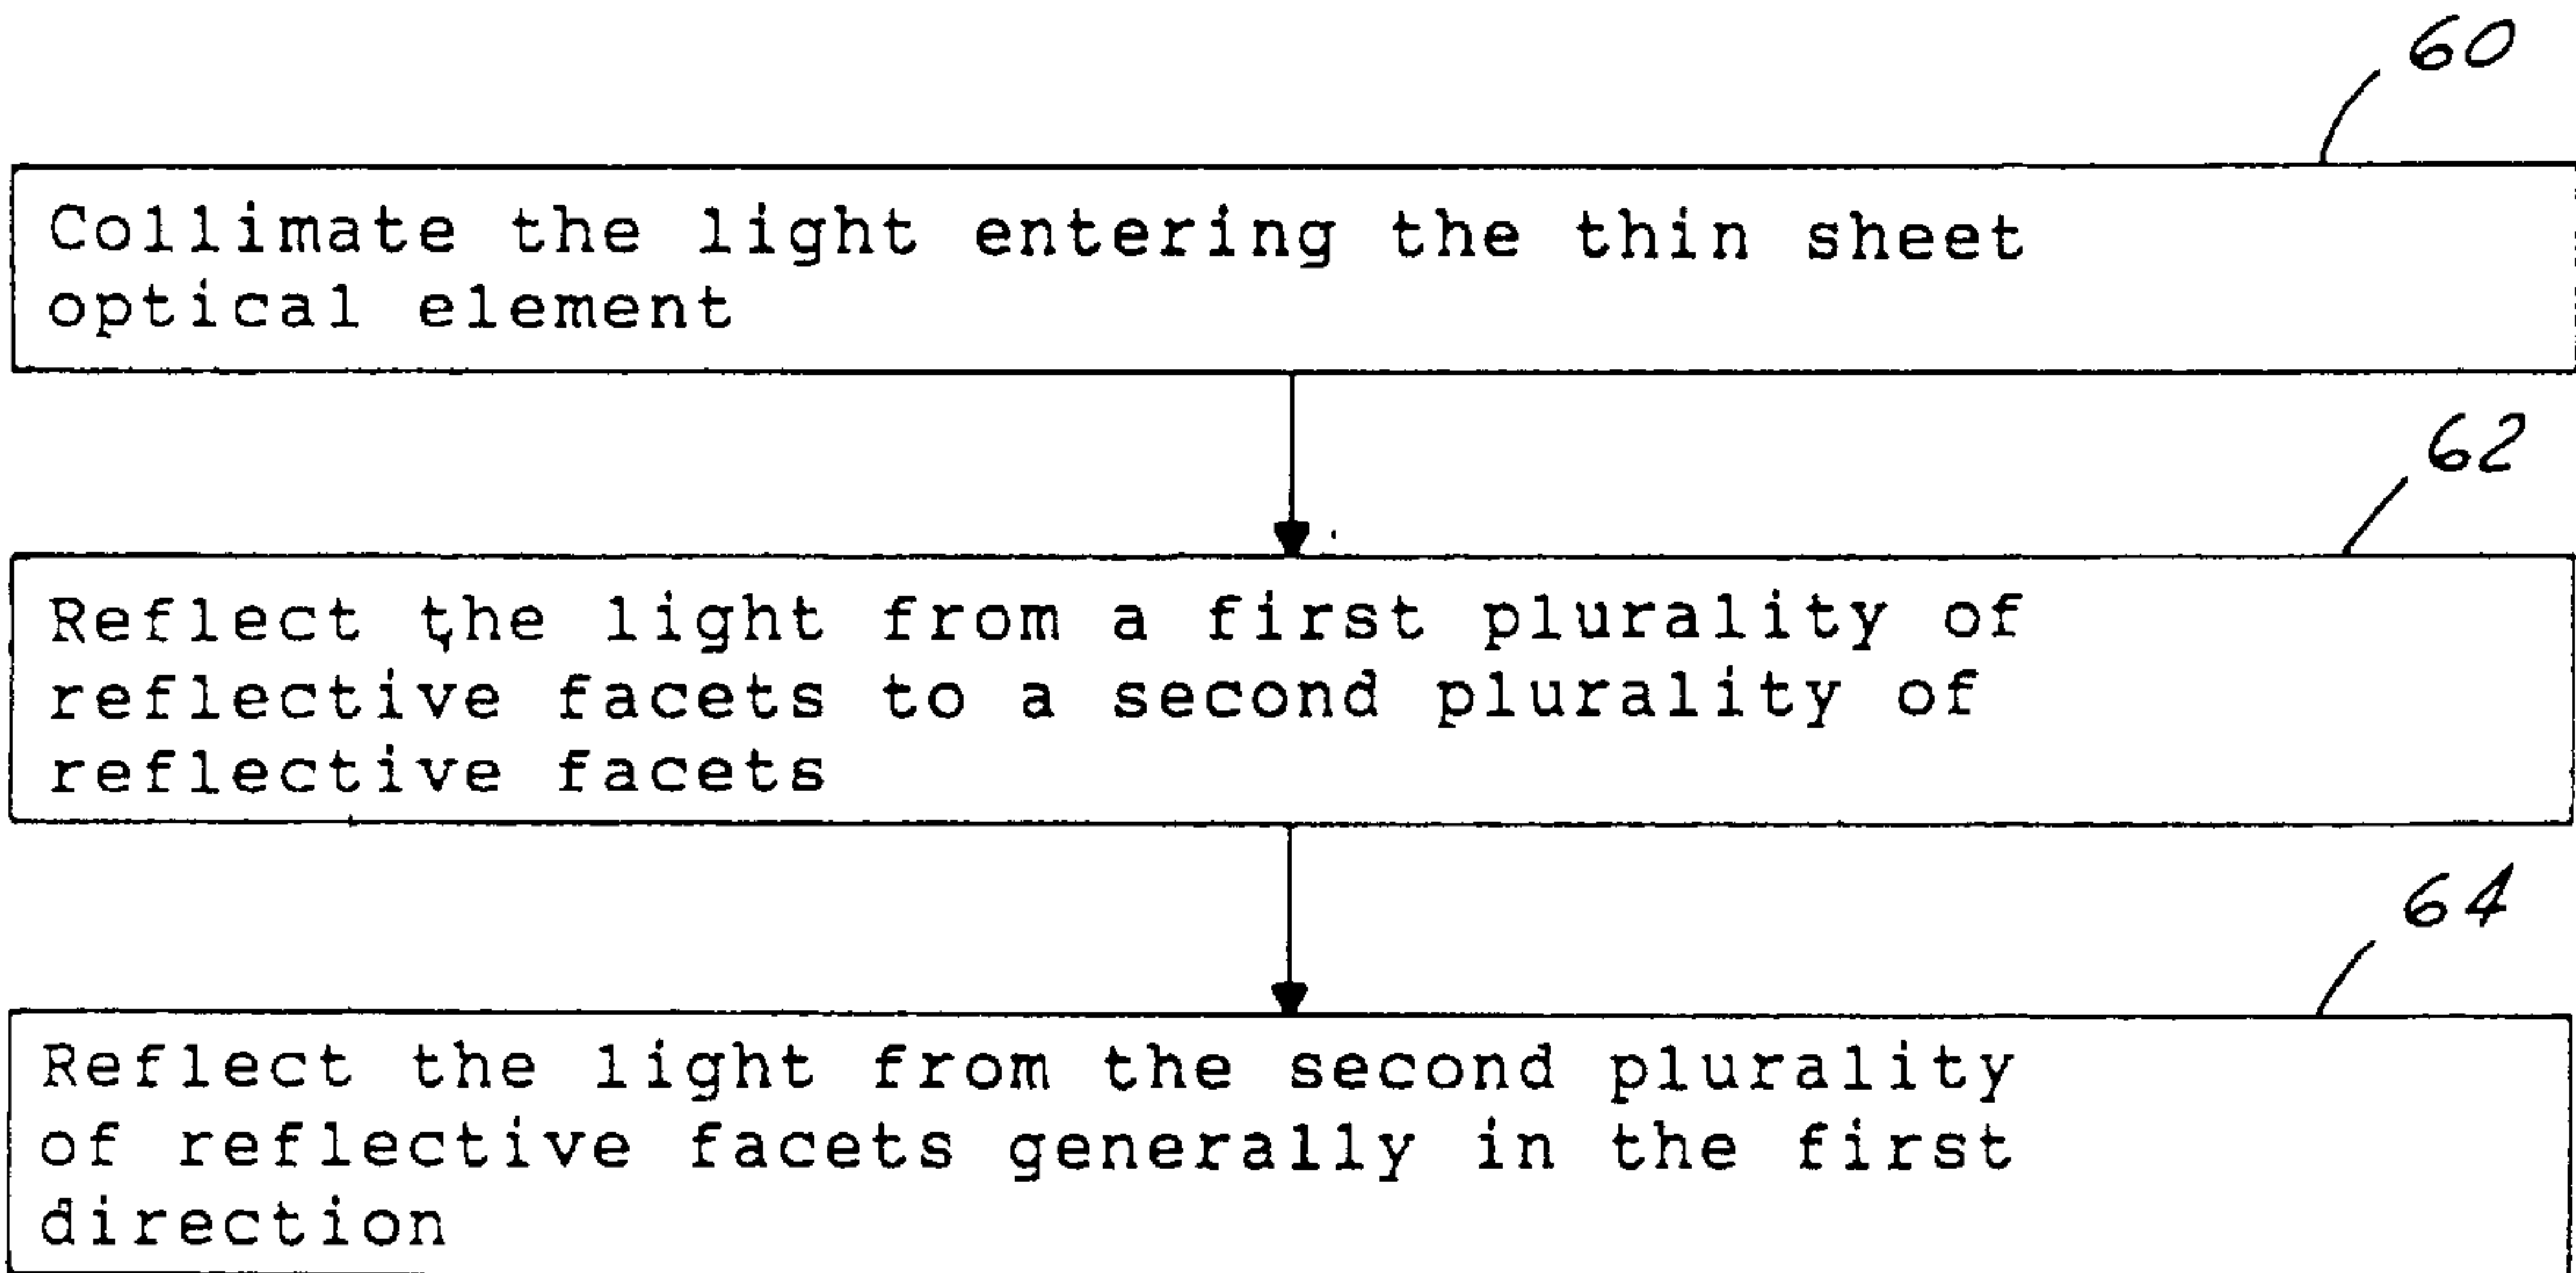 60
Collimate the light entering the thin sheet
optical element
62
Reflect the light from a first plurality of
reflective facets to a second plurality of
reflective facets
64
Reflect the light from the second plurality
of reflective facets generally in the first
direction